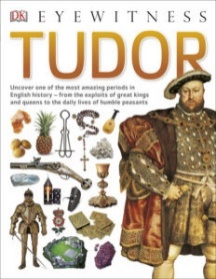 DK EYEWITNESS
TUDOR
Uncover one of the most amazing periods in
English history – from the exploits of great kings
and queens to the daily lives of humble peasants